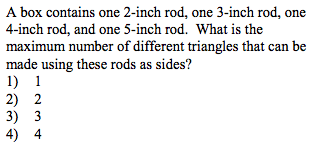 A box contains one 2-inch rod, one 3-inch rod, one
4-inch rod, and one 5-inch rod.  What is the
maximum number of different triangles that can be
made using these rods as sides?
1)  1
2)  2
3)  3
4)  4